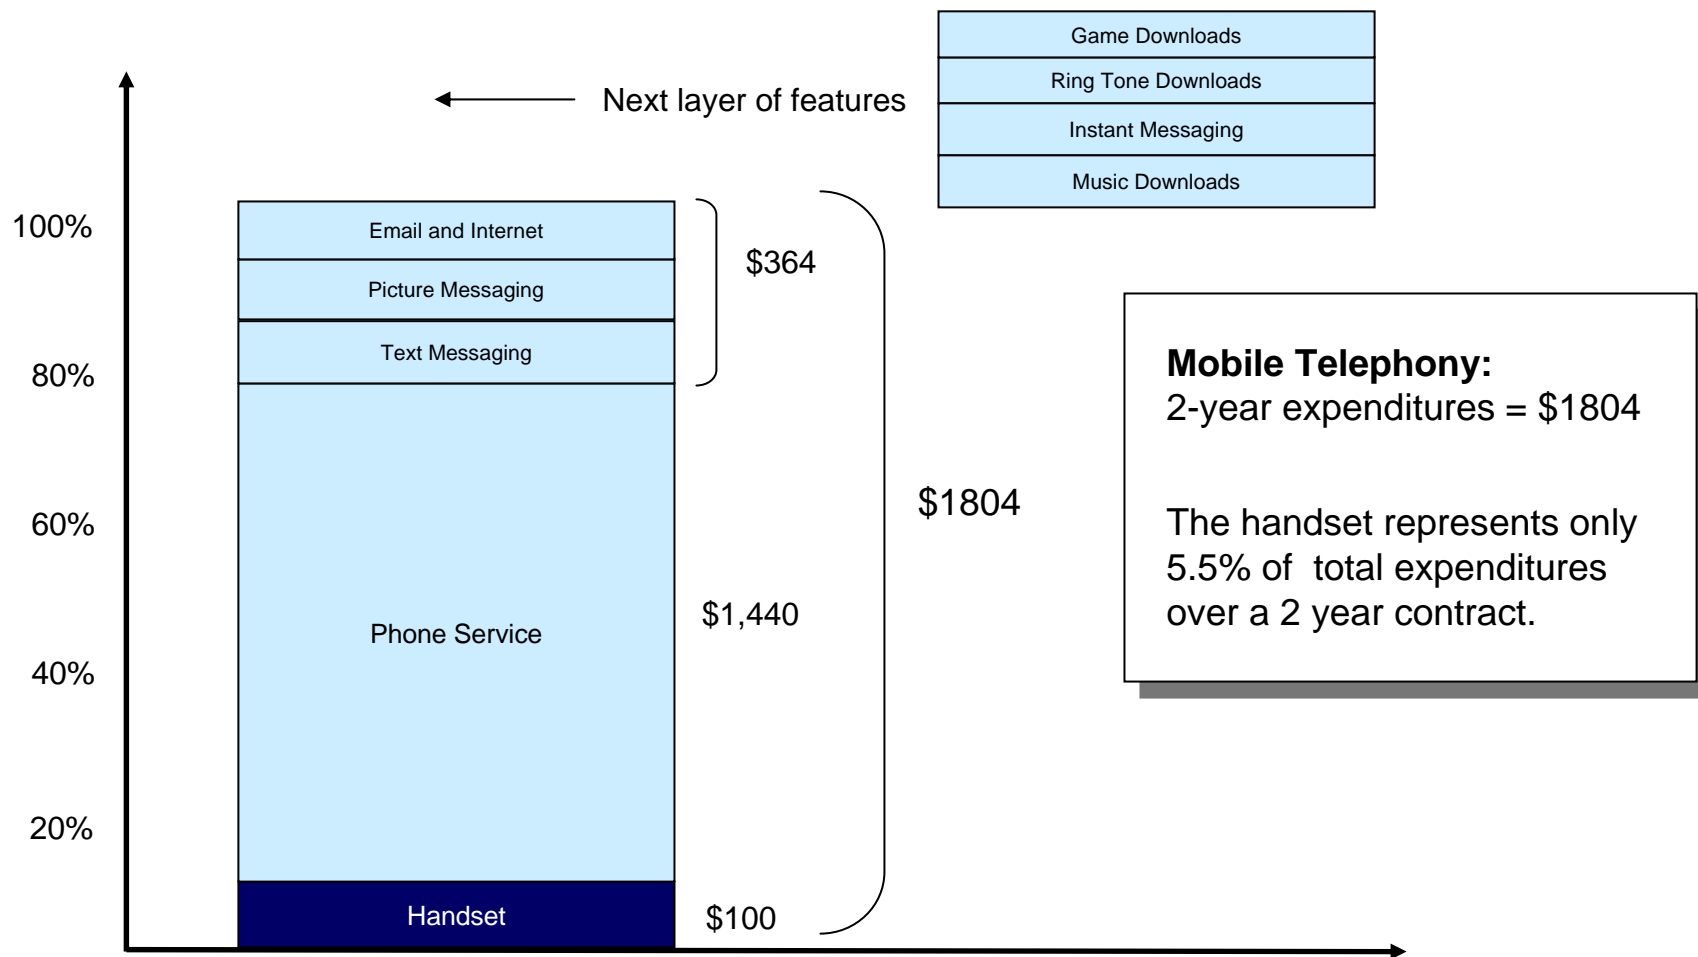 Game Downloads
Ring Tone Downloads
Next layer of features
Instant Messaging
Music Downloads
100%
Email and Internet
$364
Picture Messaging
Text Messaging
80%
Mobile Telephony:
2-year expenditures = $1804
The handset represents only
5.5% of  total expenditures
over a 2 year contract.
$1804
60%
$1,440
Phone Service
40%
20%
Handset
$100